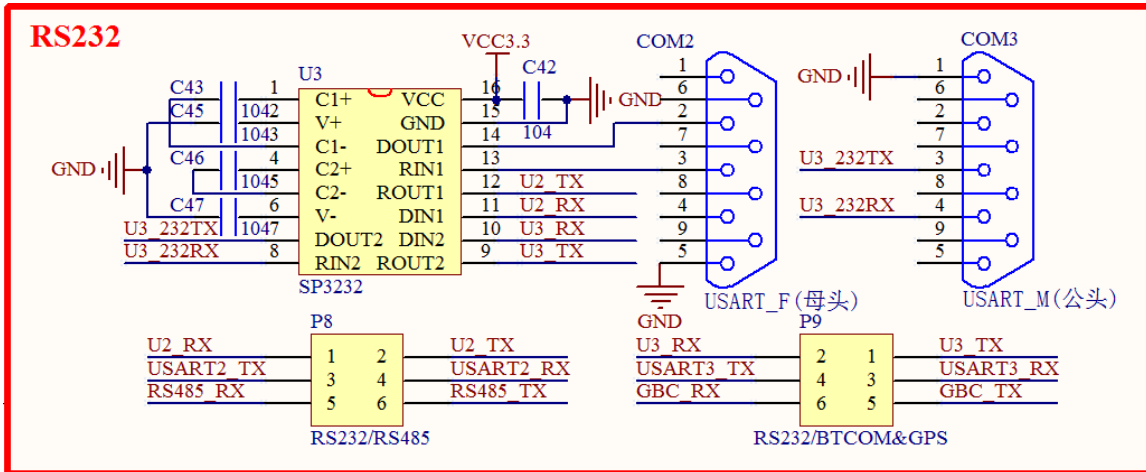 RS232
VCC3.3
COM2
COM3
U3
C42
104
GND
C43
C45
C46
C47
GND
1 C1+ VCC 16
1042 V+ GND 15
1043 C1- DOUT1 14
4 C2+ RIN1 13
1045 C2- ROUT1 12 U2_TX
6 V- DIN1 11 U2_RX
U3_232TX 1047 DOUT2 DIN2 10 U3_RX
U3_232RX 8 RIN2 ROUT2 9 U3_TX
SP3232
1
6
2
7
3
8
4
9
5
GND
USART_F(母头)
GND
1
6
2
7
U3_232TX 3
8
U3_232RX 4
9
5
USART_M(公头)
P8
U2_RX 1 2 U2_TX
USART2_TX 3 4 USART2_RX
RS485_RX 5 6 RS485_TX
RS232/RS485
P9
U3_RX 2 1 U3_TX
USART3_TX 4 3 USART3_RX
GBC_RX 6 5 GBC_TX
RS232/BTCOM&GPS